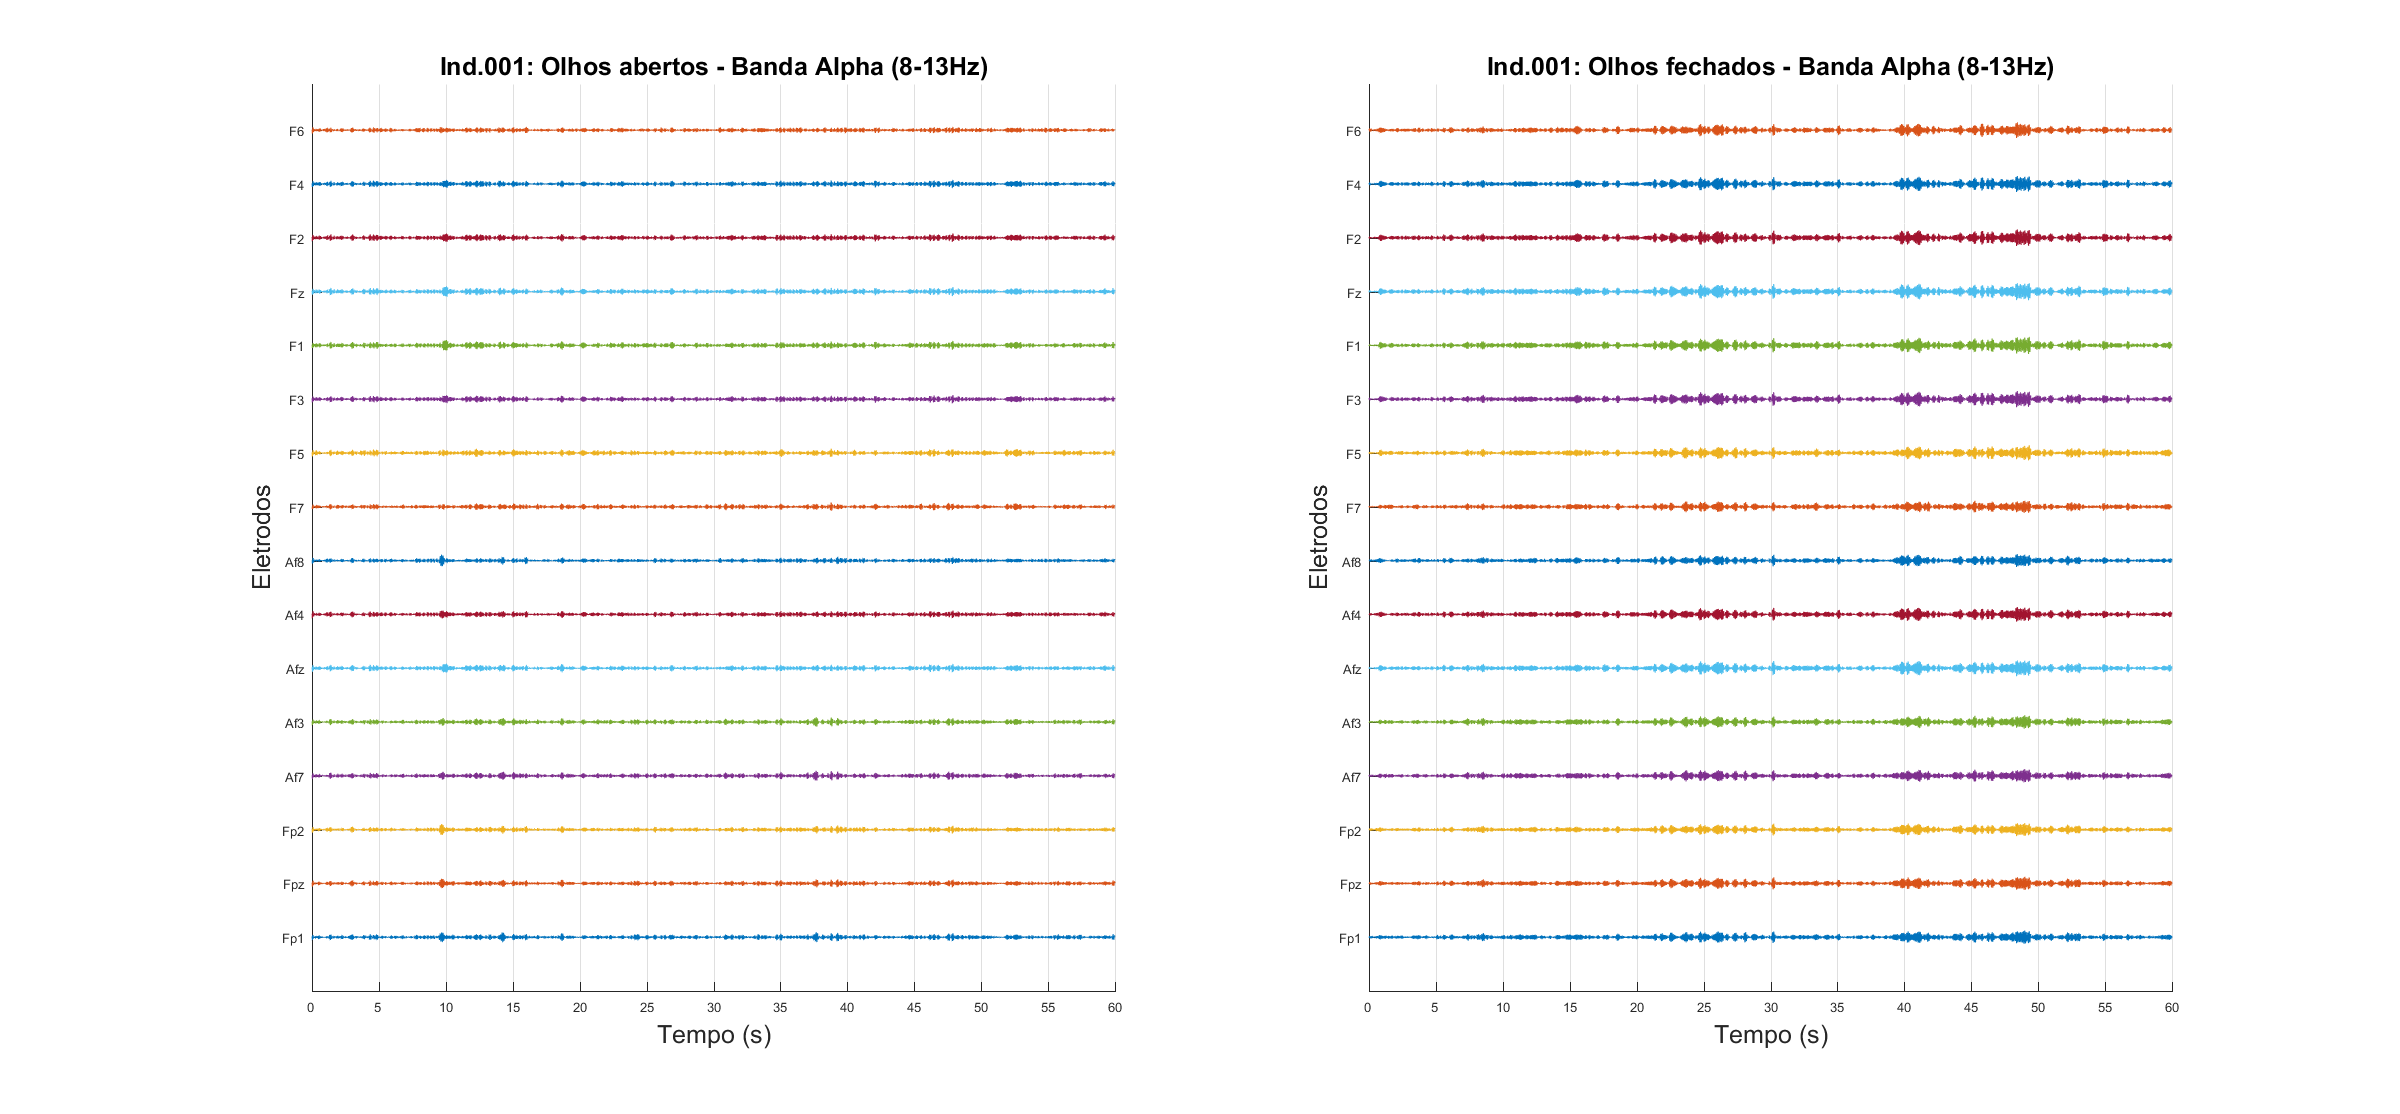 Ind.001: Olhos abertos - Banda Alpha (8-13Hz)
F6
F4
F2
Fz
F1
F3
F5
F7
Af8
Af4
Afz
Af3
Af7
Fp2
Fpz
Fp1
Eletrodos
0 5 10 15 20 25 30 35 40 45 50 55 60
Tempo (s)
Ind.001: Olhos fechados - Banda Alpha (8-13Hz)
F6
F4
F2
Fz
F1
F3
F5
F7
Af8
Af4
Afz
Af3
Af7
Fp2
Fpz
Fp1
Eletrodos
0 5 10 15 20 25 30 35 40 45 50 55 60
Tempo (s)